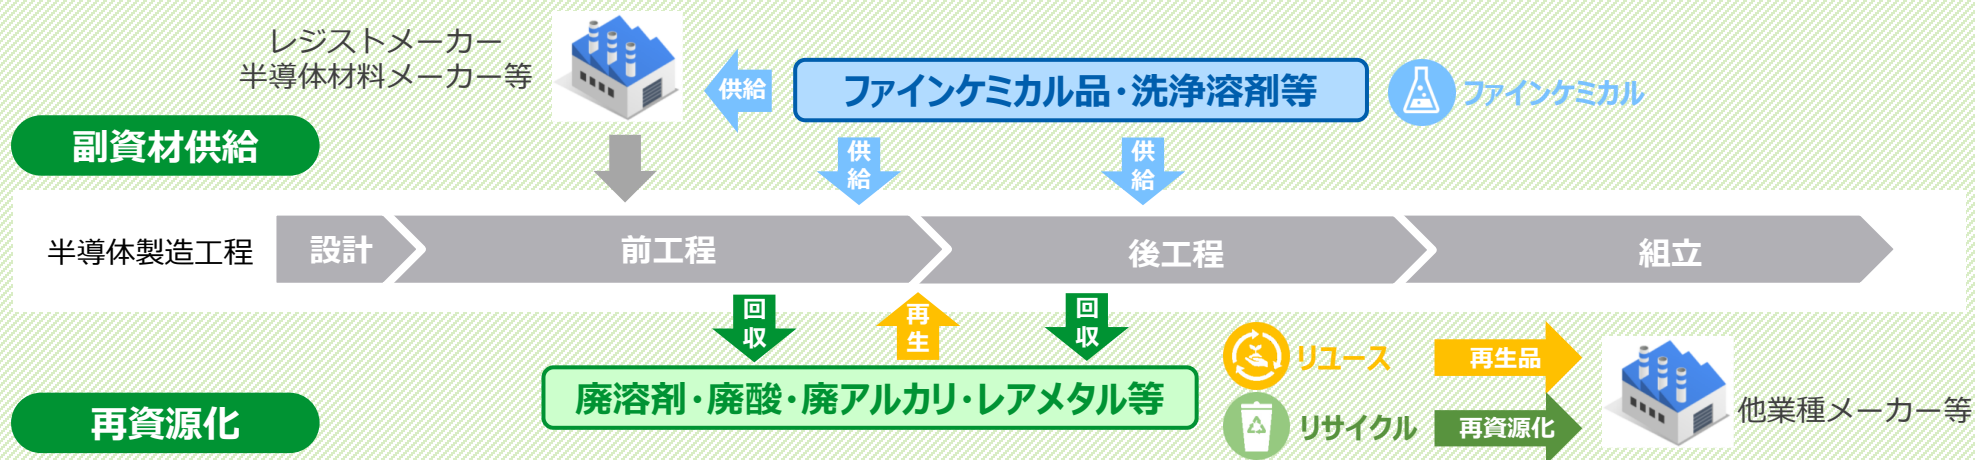 レジストメーカー
半導体材料メーカー等
供給
ファインケミカル品・洗浄溶剤等
ファインケミカル
副資材供給
供給
供給
半導体製造工程
設計
前工程
後工程
組立
回収
再生
回収
リユース
再生品
廃溶剤・廃酸・廃アルカリ・レアメタル等
再資源化
リサイクル
再資源化
他業種メーカー等